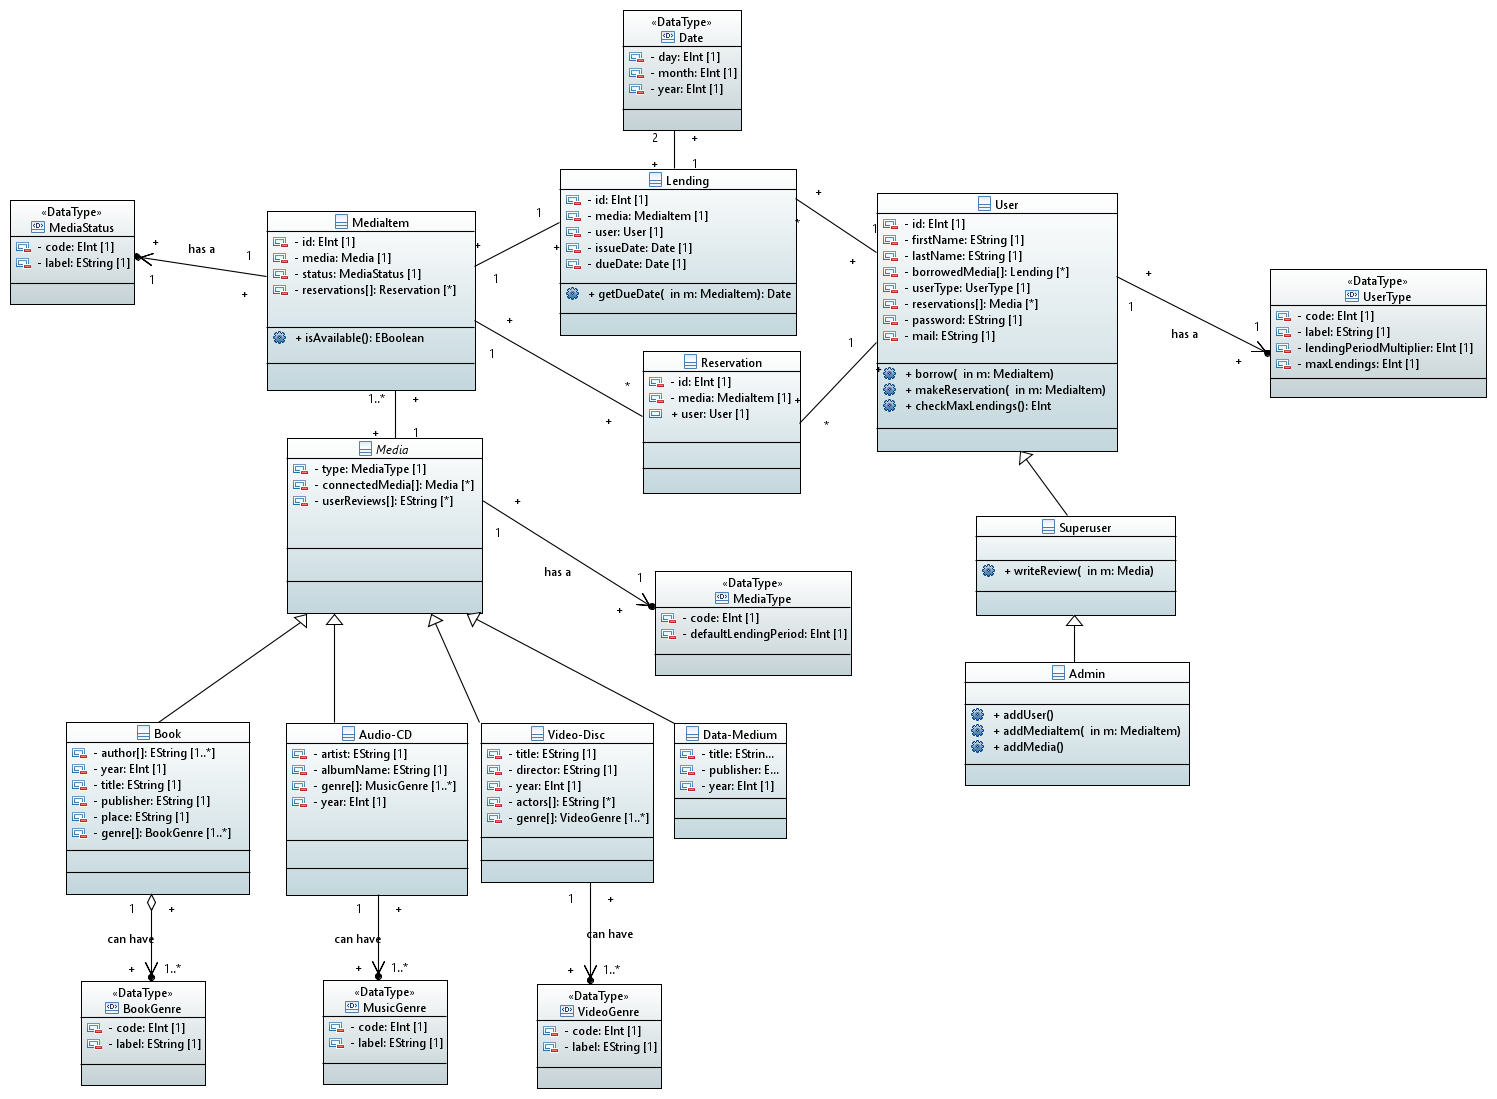 «DataType»
Date
- day: EInt [1]
- month: EInt [1]
- year: EInt [1]
2
+
+
1
Lending
- id: EInt [1]
- media: MediaItem [1]
- user: User [1]
- issueDate: Date [1]
- dueDate: Date [1]
+ getDueDate( in m: MediaItem): Date
«DataType»
MediaStatus
- code: EInt [1]
- label: EString [1]
+
1
has a
1
+
MediaItem
- id: EInt [1]
- media: Media [1]
- status: MediaStatus [1]
- reservations[]: Reservation [*]
+ isAvailable(): EBoolean
+
1
1
+
+
*
1
+
User
- id: EInt [1]
- firstName: EString [1]
- lastName: EString [1]
- borrowedMedia[]: Lending [*]
- userType: UserType [1]
- reservations[]: Media [*]
- password: EString [1]
- mail: EString [1]
+ borrow( in m: MediaItem)
+ makeReservation( in m: MediaItem)
+ checkMaxLendings(): EInt
+
1
has a
1
+
«DataType»
UserType
- code: EInt [1]
- label: EString [1]
- lendingPeriodMultiplier: EInt [1]
- maxLendings: EInt [1]
+
1
*
+
Reservation
- id: EInt [1]
- media: MediaItem [1]
+ user: User [1]
+
*
1
+
1..*
+
+
1
Media
- type: MediaType [1]
- connectedMedia[]: Media [*]
- userReviews[]: EString [*]
+
1
has a
1
+
«DataType»
MediaType
- code: EInt [1]
- defaultLendingPeriod: EInt [1]
Superuser
+ writeReview( in m: Media)
Admin
+ addUser()
+ addMediaItem( in m: MediaItem)
+ addMedia()
Book
- author[]: EString [1..*]
- year: EInt [1]
- title: EString [1]
- publisher: EString [1]
- place: EString [1]
- genre[]: BookGenre [1..*]
Audio-CD
- artist: EString [1]
- albumName: EString [1]
- genre[]: MusicGenre [1..*]
- year: EInt [1]
Video-Disc
- title: EString [1]
- director: EString [1]
- year: EInt [1]
- actors[]: EString [*]
- genre[]: VideoGenre [1..*]
Data-Medium
- title: EStrin...
- publisher: E...
- year: EInt [1]
1
+
can have
+
1..*
1
+
can have
+
1..*
1
+
can have
+
1..*
«DataType»
BookGenre
- code: EInt [1]
- label: EString [1]
«DataType»
MusicGenre
- code: EInt [1]
- label: EString [1]
«DataType»
VideoGenre
- code: EInt [1]
- label: EString [1]